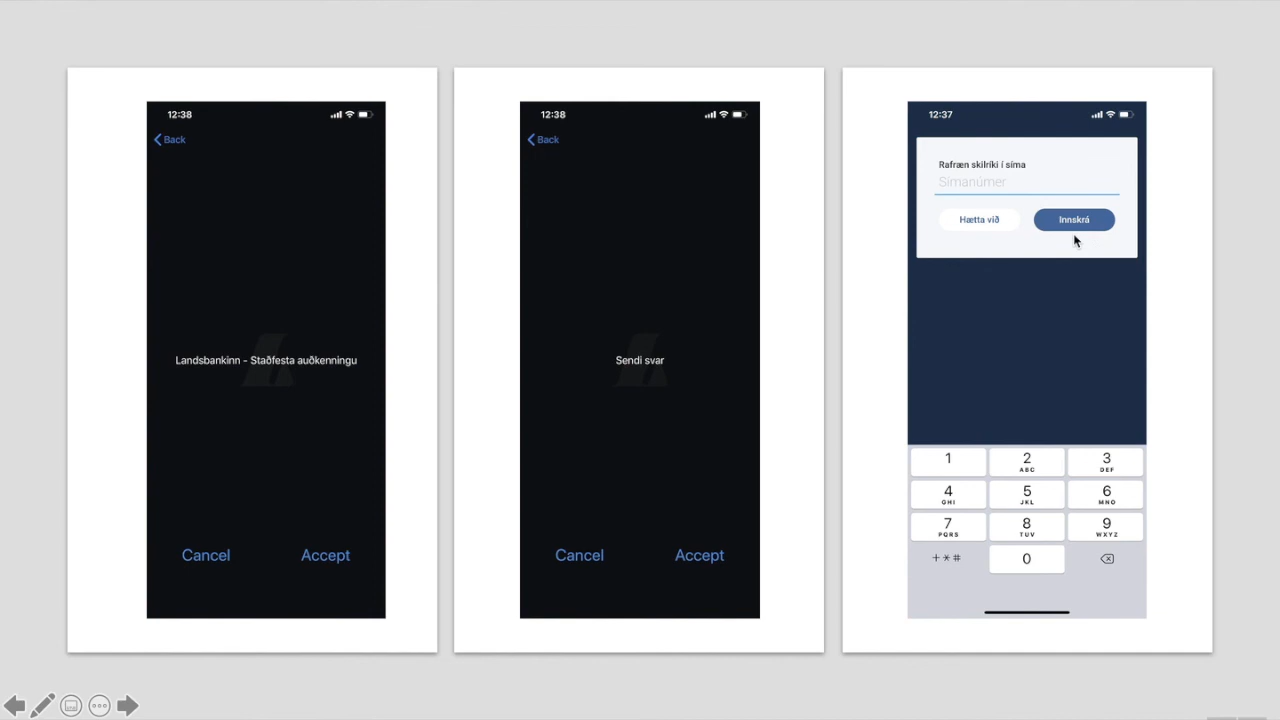 12:38
Back
Landsbankinn - Staðfesta auðkenningu
Cancel
Accept
12:38
Back
Sendi svar
Cancel
Accept
12:37
Rafræn skilríki í síma
Símanúmer
Hætta við
Innskrá
1
2
ABC
3
DEF
4
GHI
5
JKL
6
MNO
7
PQRS
8
TUV
9
WXYZ
+*#
0